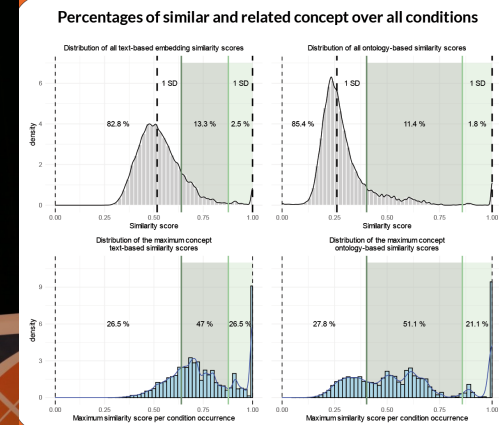 Percentages of similar and related concept over all conditions
Distribution of all text-based embedding similarity scores
Distribution of all ontology-based similarity scores
1 SD
1 SD
1 SD
1 SD
82.8 %
13.3 %
2.5 %
85.4 %
11.4 %
1.8 %
density
6
4
2
0
0.00
0.25
0.50
0.75
1.00
0.00
0.25
0.50
0.75
1.00
Similarity score
Similarity score
Distribution of the maximum concept
text-based similarity scores
Distribution of the maximum concept
ontology-based similarity scores
26.5 %
47 %
26.5 %
27.8 %
51.1 %
21.1 %
density
9
6
3
0
0.00
0.25
0.50
0.75
1.00
0.00
0.25
0.50
0.75
1.00
Maximum similarity score per condition occurrence
Maximum similarity score per condition occurrence